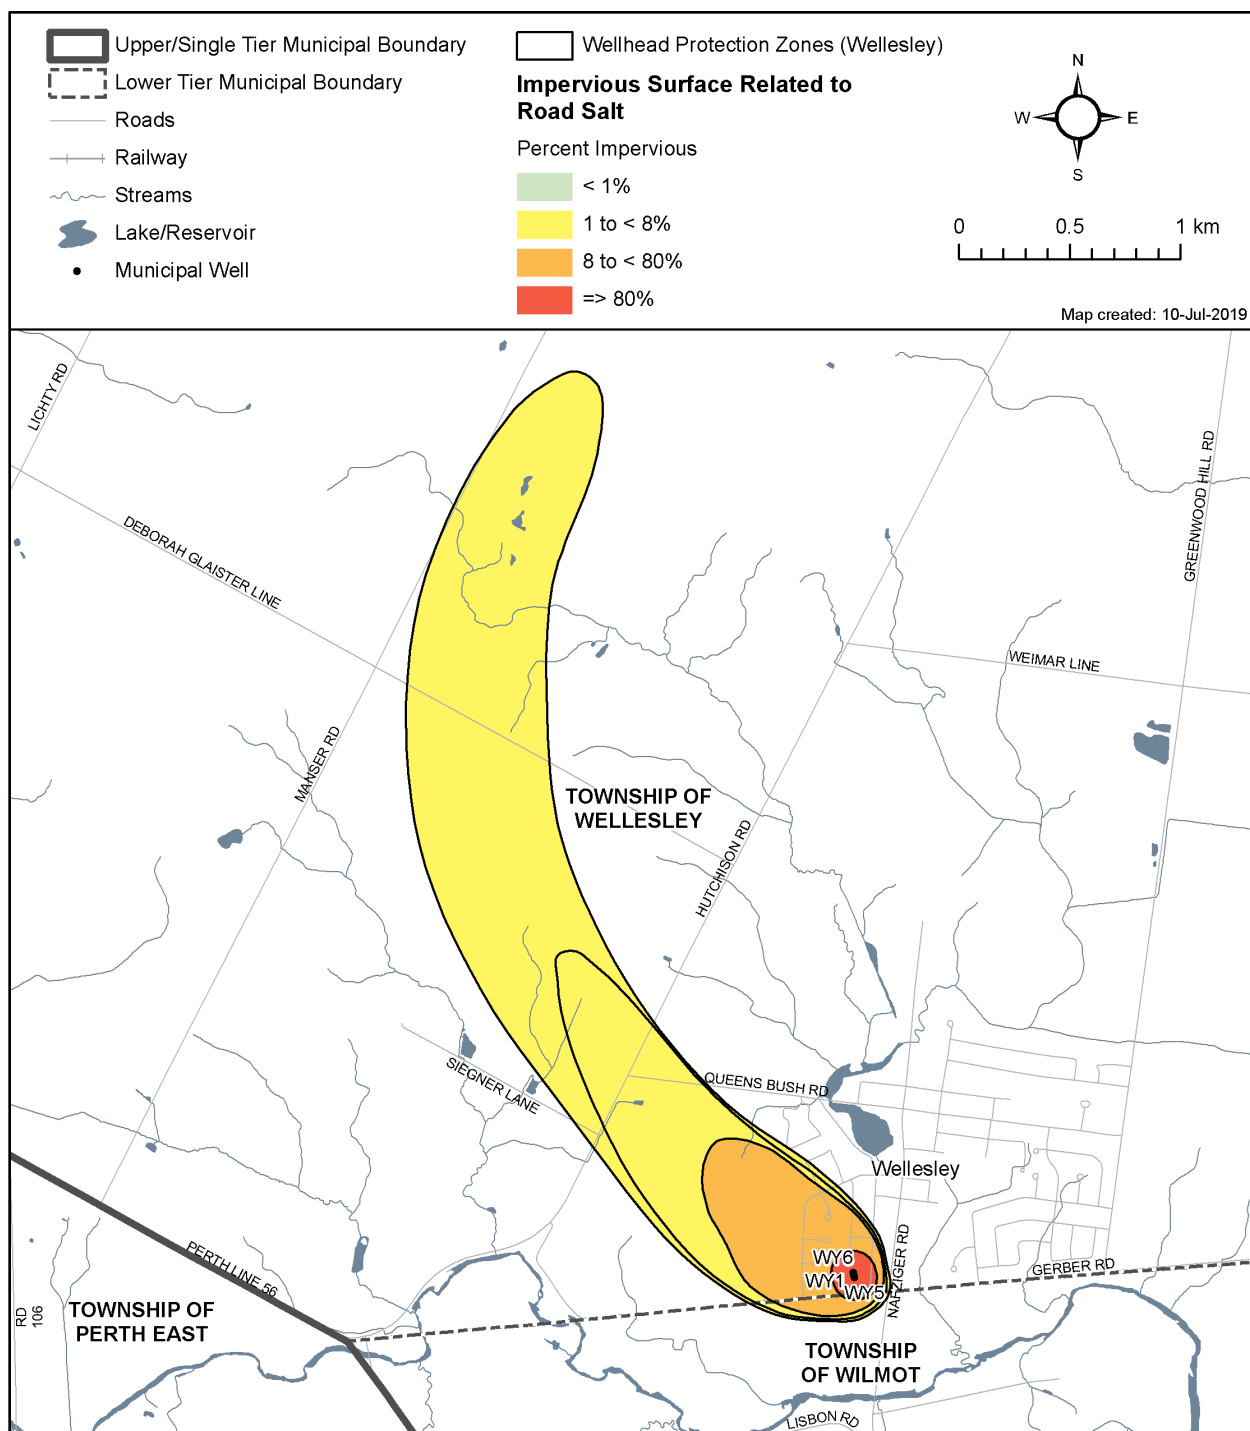 Upper/Single Tier Municipal Boundary
Lower Tier Municipal Boundary
Roads
Railway
Streams
Lake/Reservoir
Municipal Well
Wellhead Protection Zones (Wellesley)
Impervious Surface Related to
Road Salt
Percent Impervious
< 1%
1 to < 8%
8 to < 80%
=> 80%
N
W
E
S
0
0.5
1 km
Map created: 10-Jul-2019
LICHTY RD
DEBORAH GLAISTER LINE
GREENWOOD HILL RD
WEIMAR LINE
MANSER RD
TOWNSHIP OF
WELLESLEY
HUTCHISON RD
SIEGNER LANE
QUEENS BUSH RD
Wellesley
PERTH LINE 56
WY6
WY1
WY5
NAFZIGER RD
GERBER RD
RD
106
TOWNSHIP OF
PERTH EAST
TOWNSHIP
OF WILMOT
LISBON RD